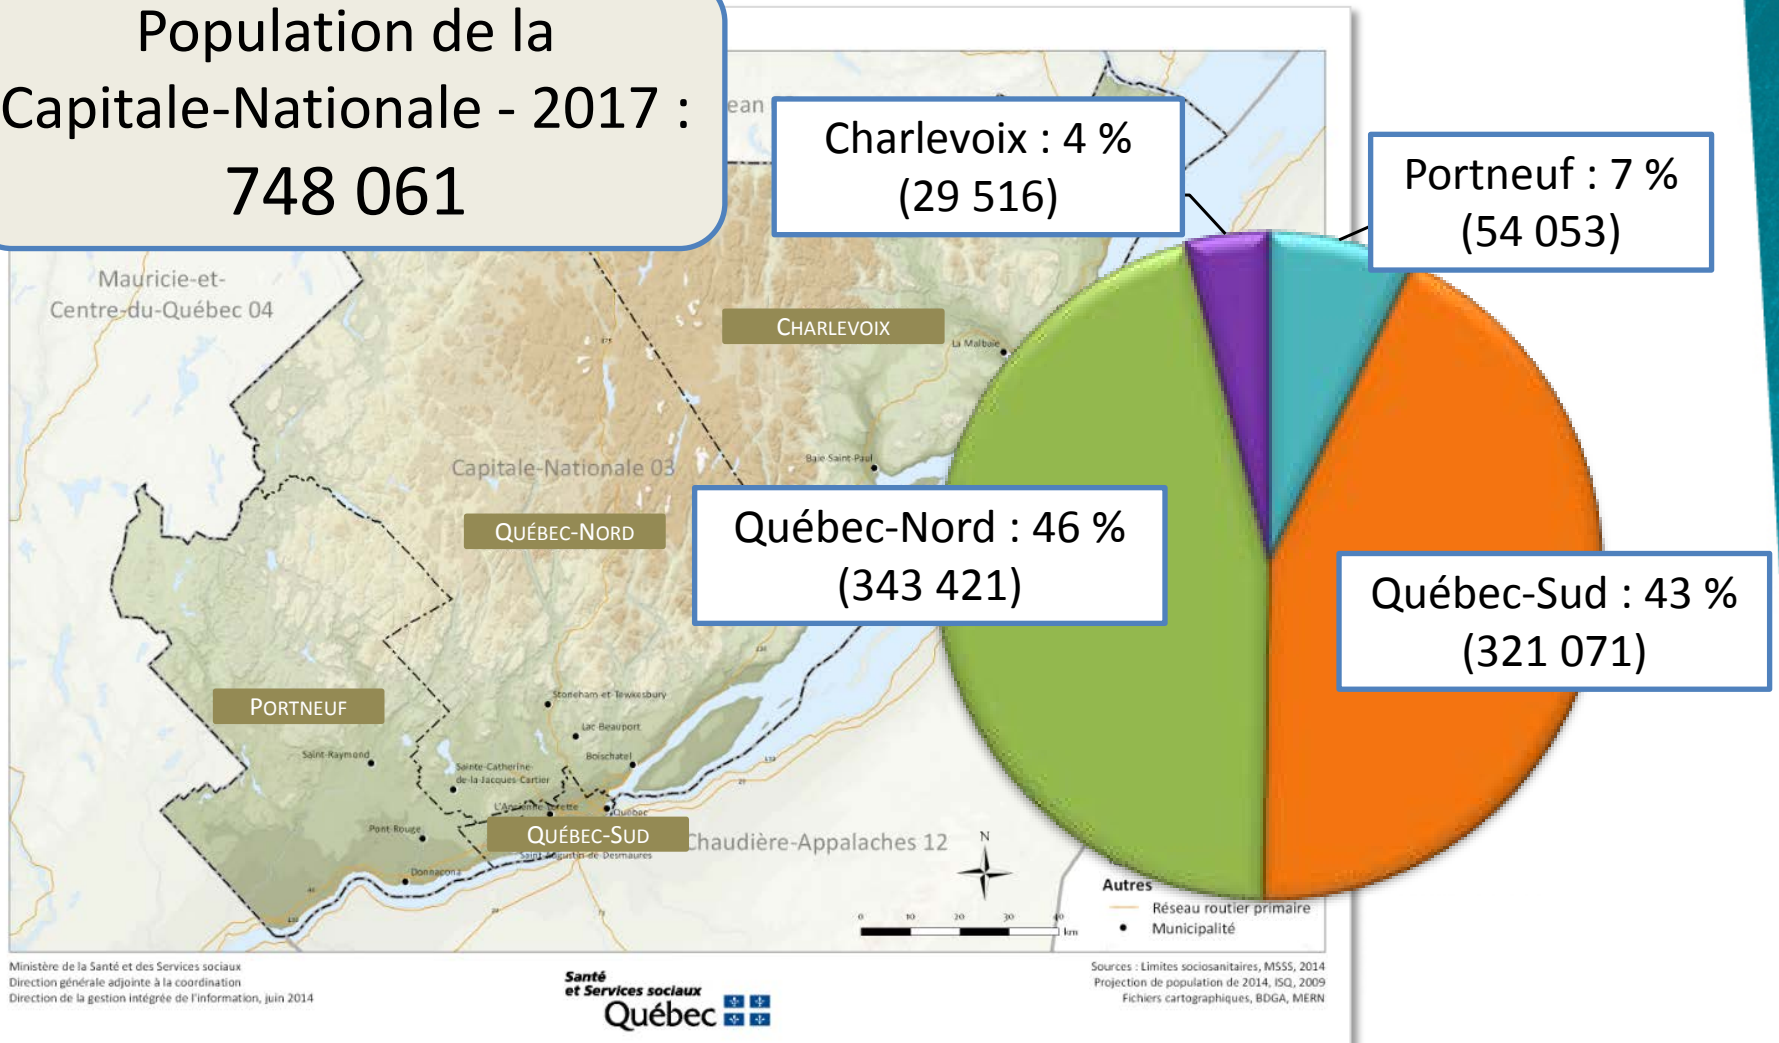 Population de la
Capitale-Nationale - 2017 :
748 061
ean
Charlevoix : 4 %
(29 516)
Portneuf : 7 %
(54 053)
Mauricie-et-
Centre-du-Québec 04
CHARLEVOIX
La Malbaie
Baie-Saint-Paul
Capitale-Nationale 03
QUÉBEC-NORD
Québec-Nord : 46 %
(343 421)
Québec-Sud : 43 %
(321 071)
PORTNEUF
Stoneham-et-Tewkesbury
Lac-Beauport
Boischatel
Saint-Raymond
Sainte-Catherine-
de-la-Jacques-Cartier
L'Ancienne-Lorette
Québec
Pont-Rouge
QUÉBEC-SUD
Saint-Augustin-de-Desmaures
Chaudière-Appalaches 12
N
Donnacona
0 10 20 30 40
km
Autres
Réseau routier primaire
Municipalité
Ministère de la Santé et des Services sociaux
Direction générale adjointe à la coordination
Direction de la gestion intégrée de l'information, juin 2014
Santé
et Services sociaux
Québec
Sources : Limites sociosanitaires, MSSS, 2014
Projection de population de 2014, ISQ, 2009
Fichiers cartographiques, BDGA, MERN